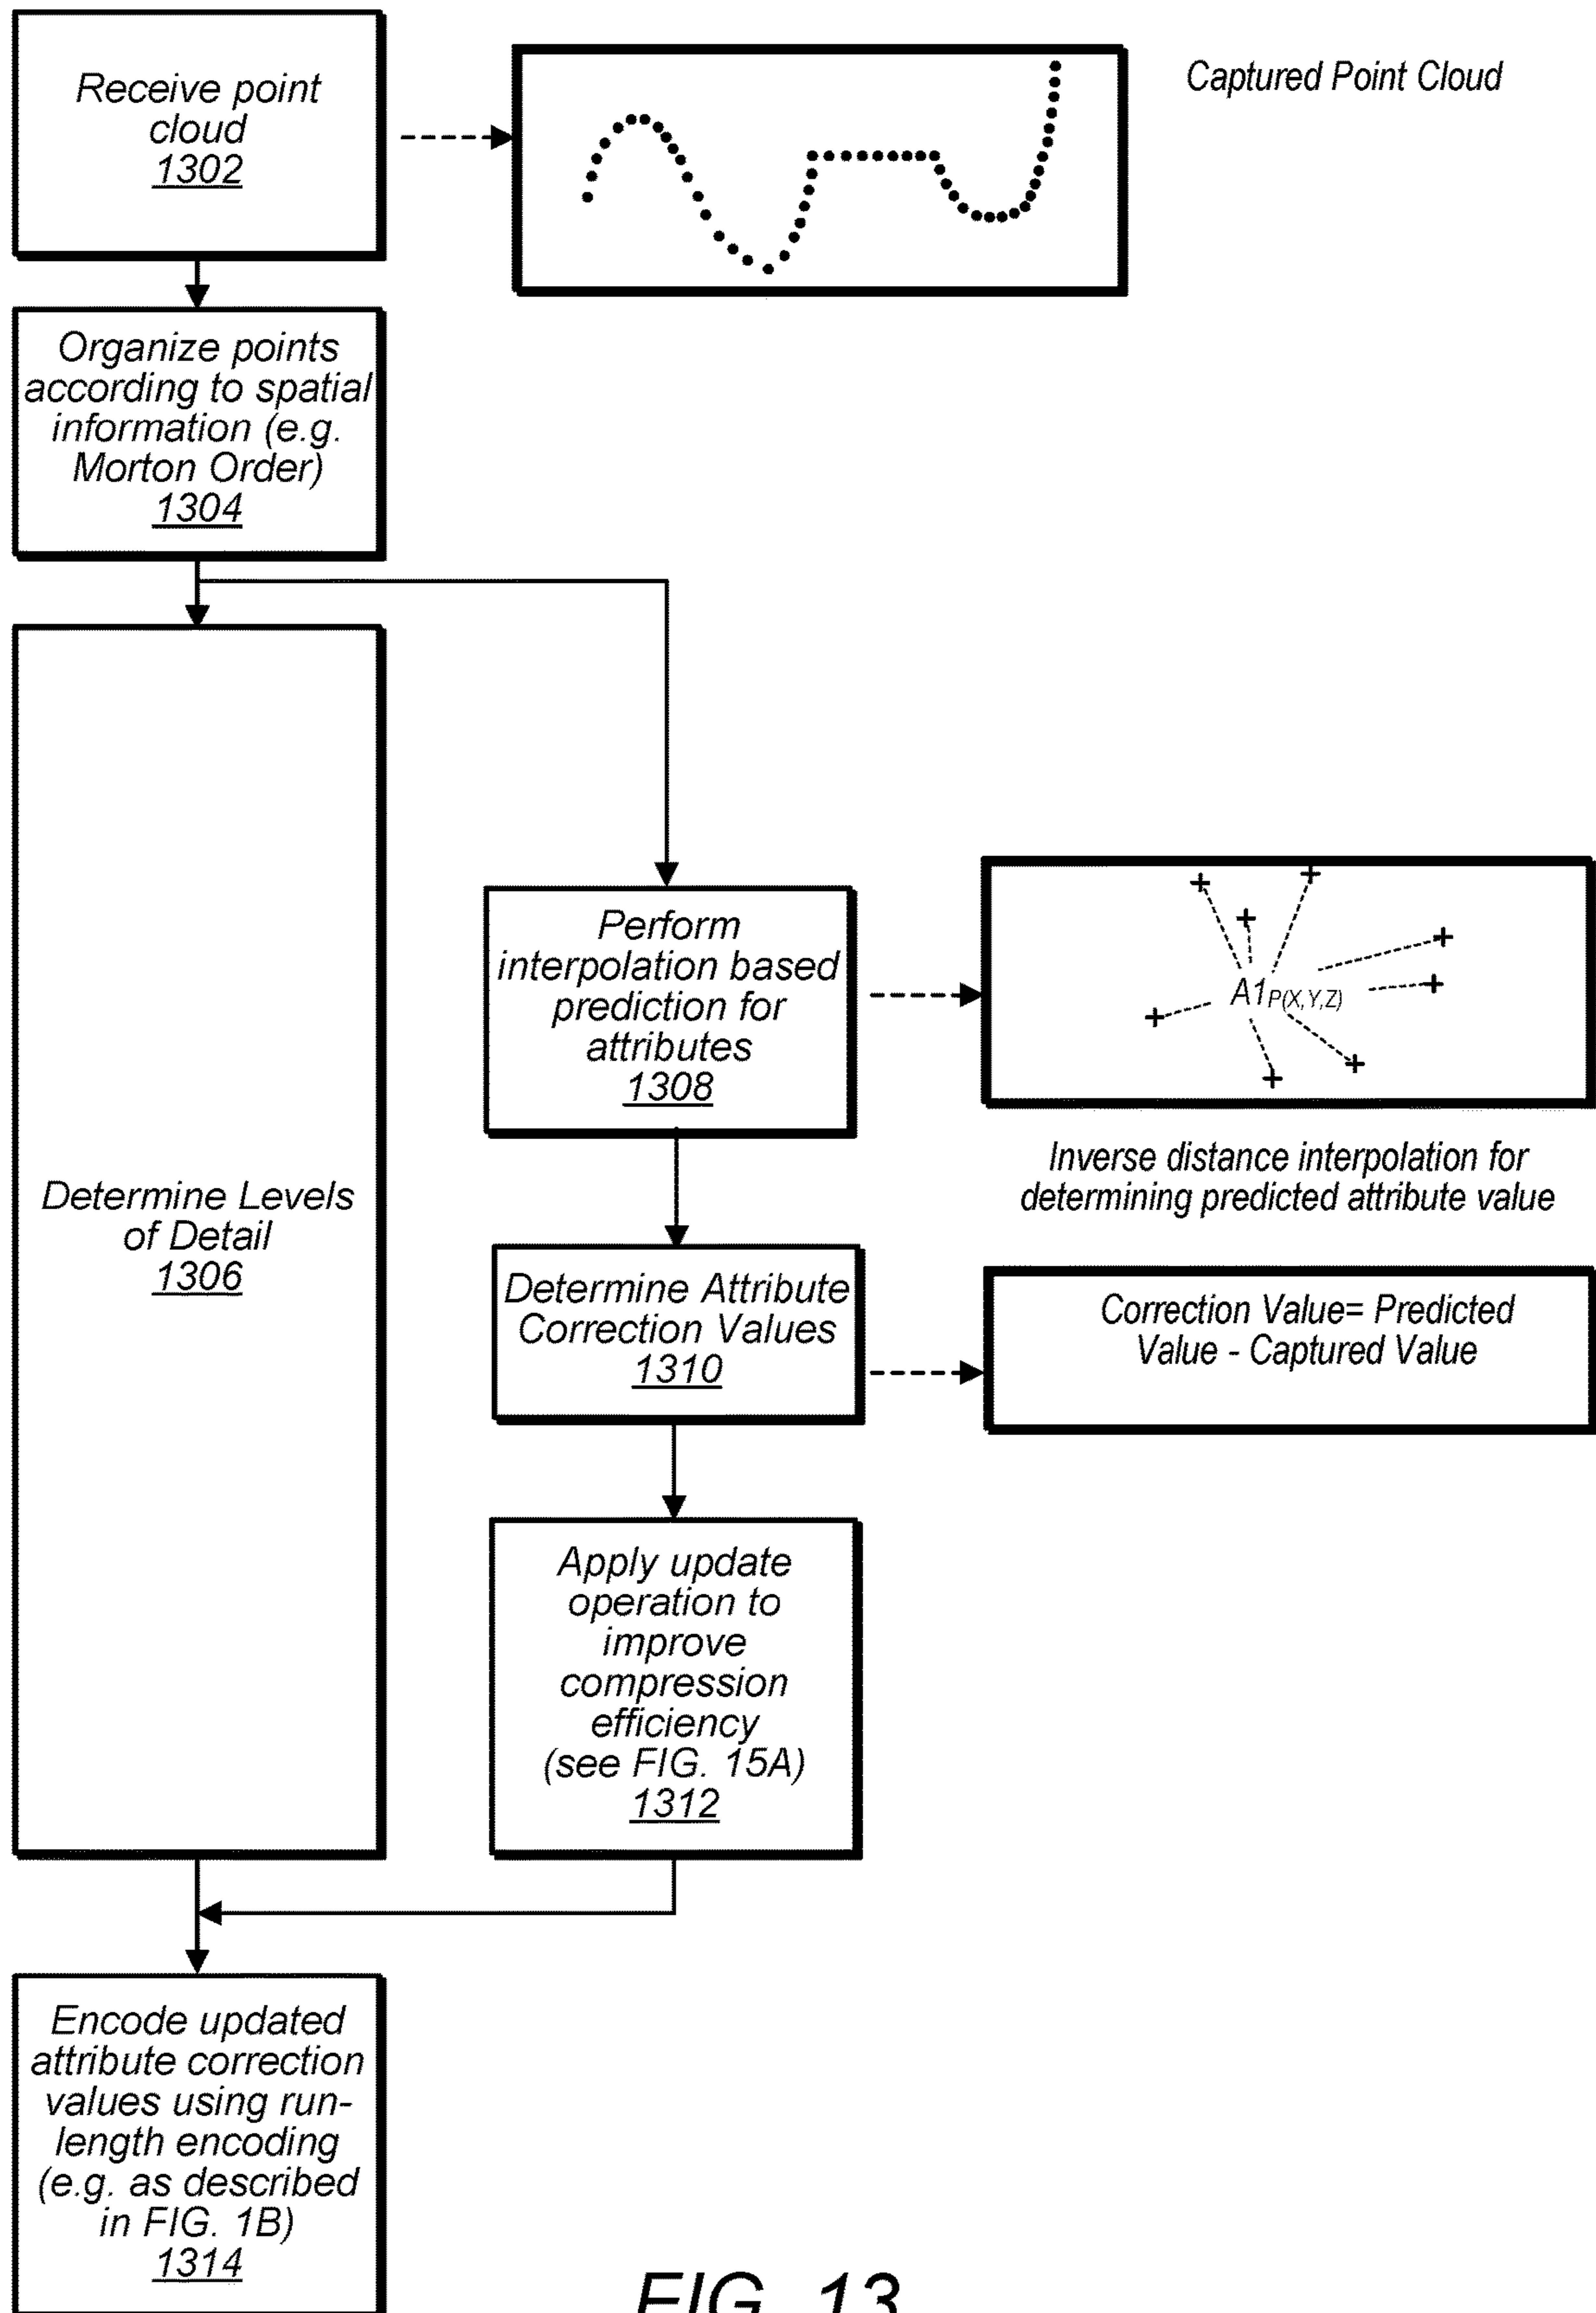 Receive point
cloud
1302
Captured Point Cloud
Organize points
according to spatial
information (e.g.
Morton Order)
1304
Determine Levels
of Detail
1306
Perform
interpolation based
prediction for
attributes
1308
A1P(X,Y,Z)
Inverse distance interpolation for
determining predicted attribute value
Determine Attribute
Correction Values
1310
Correction Value= Predicted
Value - Captured Value
Apply update
operation to
improve
compression
efficiency
(see FIG. 15A)
1312
Encode updated
attribute correction
values using run-
length encoding
(e.g. as described
in FIG. 1B)
1314
FIG. 13